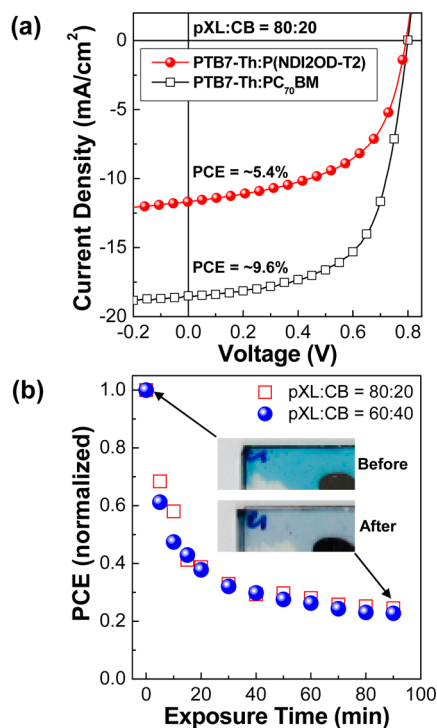 (a)
pXL:CB = 80:20
PTB7-Th:P(NDI2OD-T2)
PTB7-Th:PC₇₀BM
PCE = ~5.4%
PCE = ~9.6%
Current Density (mA/cm²)
0
-5
-10
-15
-20
-0.2 0.0 0.2 0.4 0.6 0.8
Voltage (V)
(b)
pXL:CB = 80:20
pXL:CB = 60:40
Before
After
PCE (normalized)
1.0
0.8
0.6
0.4
0.2
0.0
0 20 40 60 80 100
Exposure Time (min)